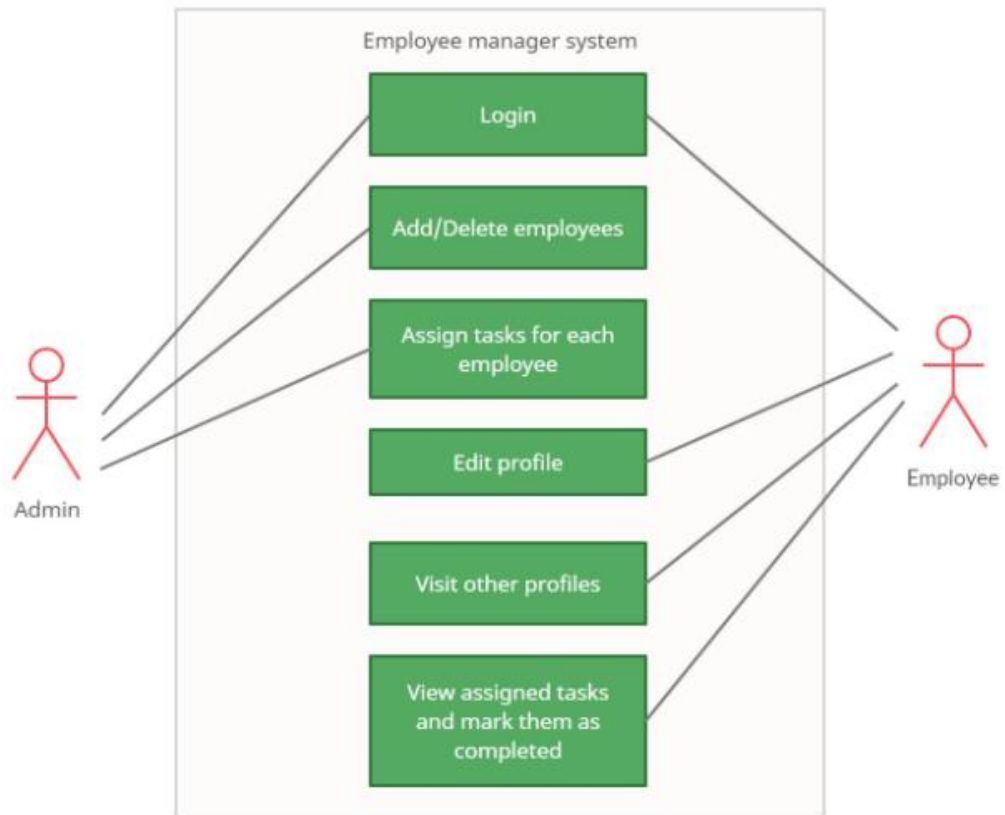 Employee manager system
Login
Add/Delete employees
Assign tasks for each
employee
Edit profile
Visit other profiles
View assigned tasks
and mark them as
completed
Admin
Employee